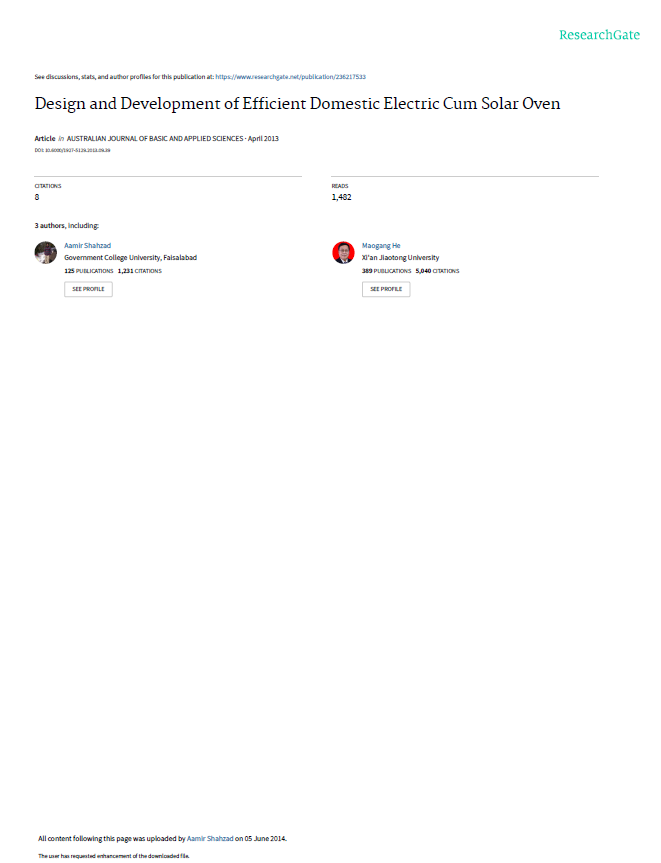 ResearchGate
See discussions, stats, and author profiles for this publication at: https://www.researchgate.net/publication/236217533
Design and Development of Efficient Domestic Electric Cum Solar Oven
Article in AUSTRALIAN JOURNAL OF BASIC AND APPLIED SCIENCES · April 2013
DOI: 10.6000/1927-5129.2013.09.39
CITATIONS
8
READS
1,482
3 authors, including:
Aamir Shahzad
Government College University, Faisalabad
125 PUBLICATIONS 1,231 CITATIONS
SEE PROFILE
Maogang He
Xi'an Jiaotong University
389 PUBLICATIONS 5,040 CITATIONS
SEE PROFILE
All content following this page was uploaded by Aamir Shahzad on 05 June 2014.
The user has requested enhancement of the downloaded file.